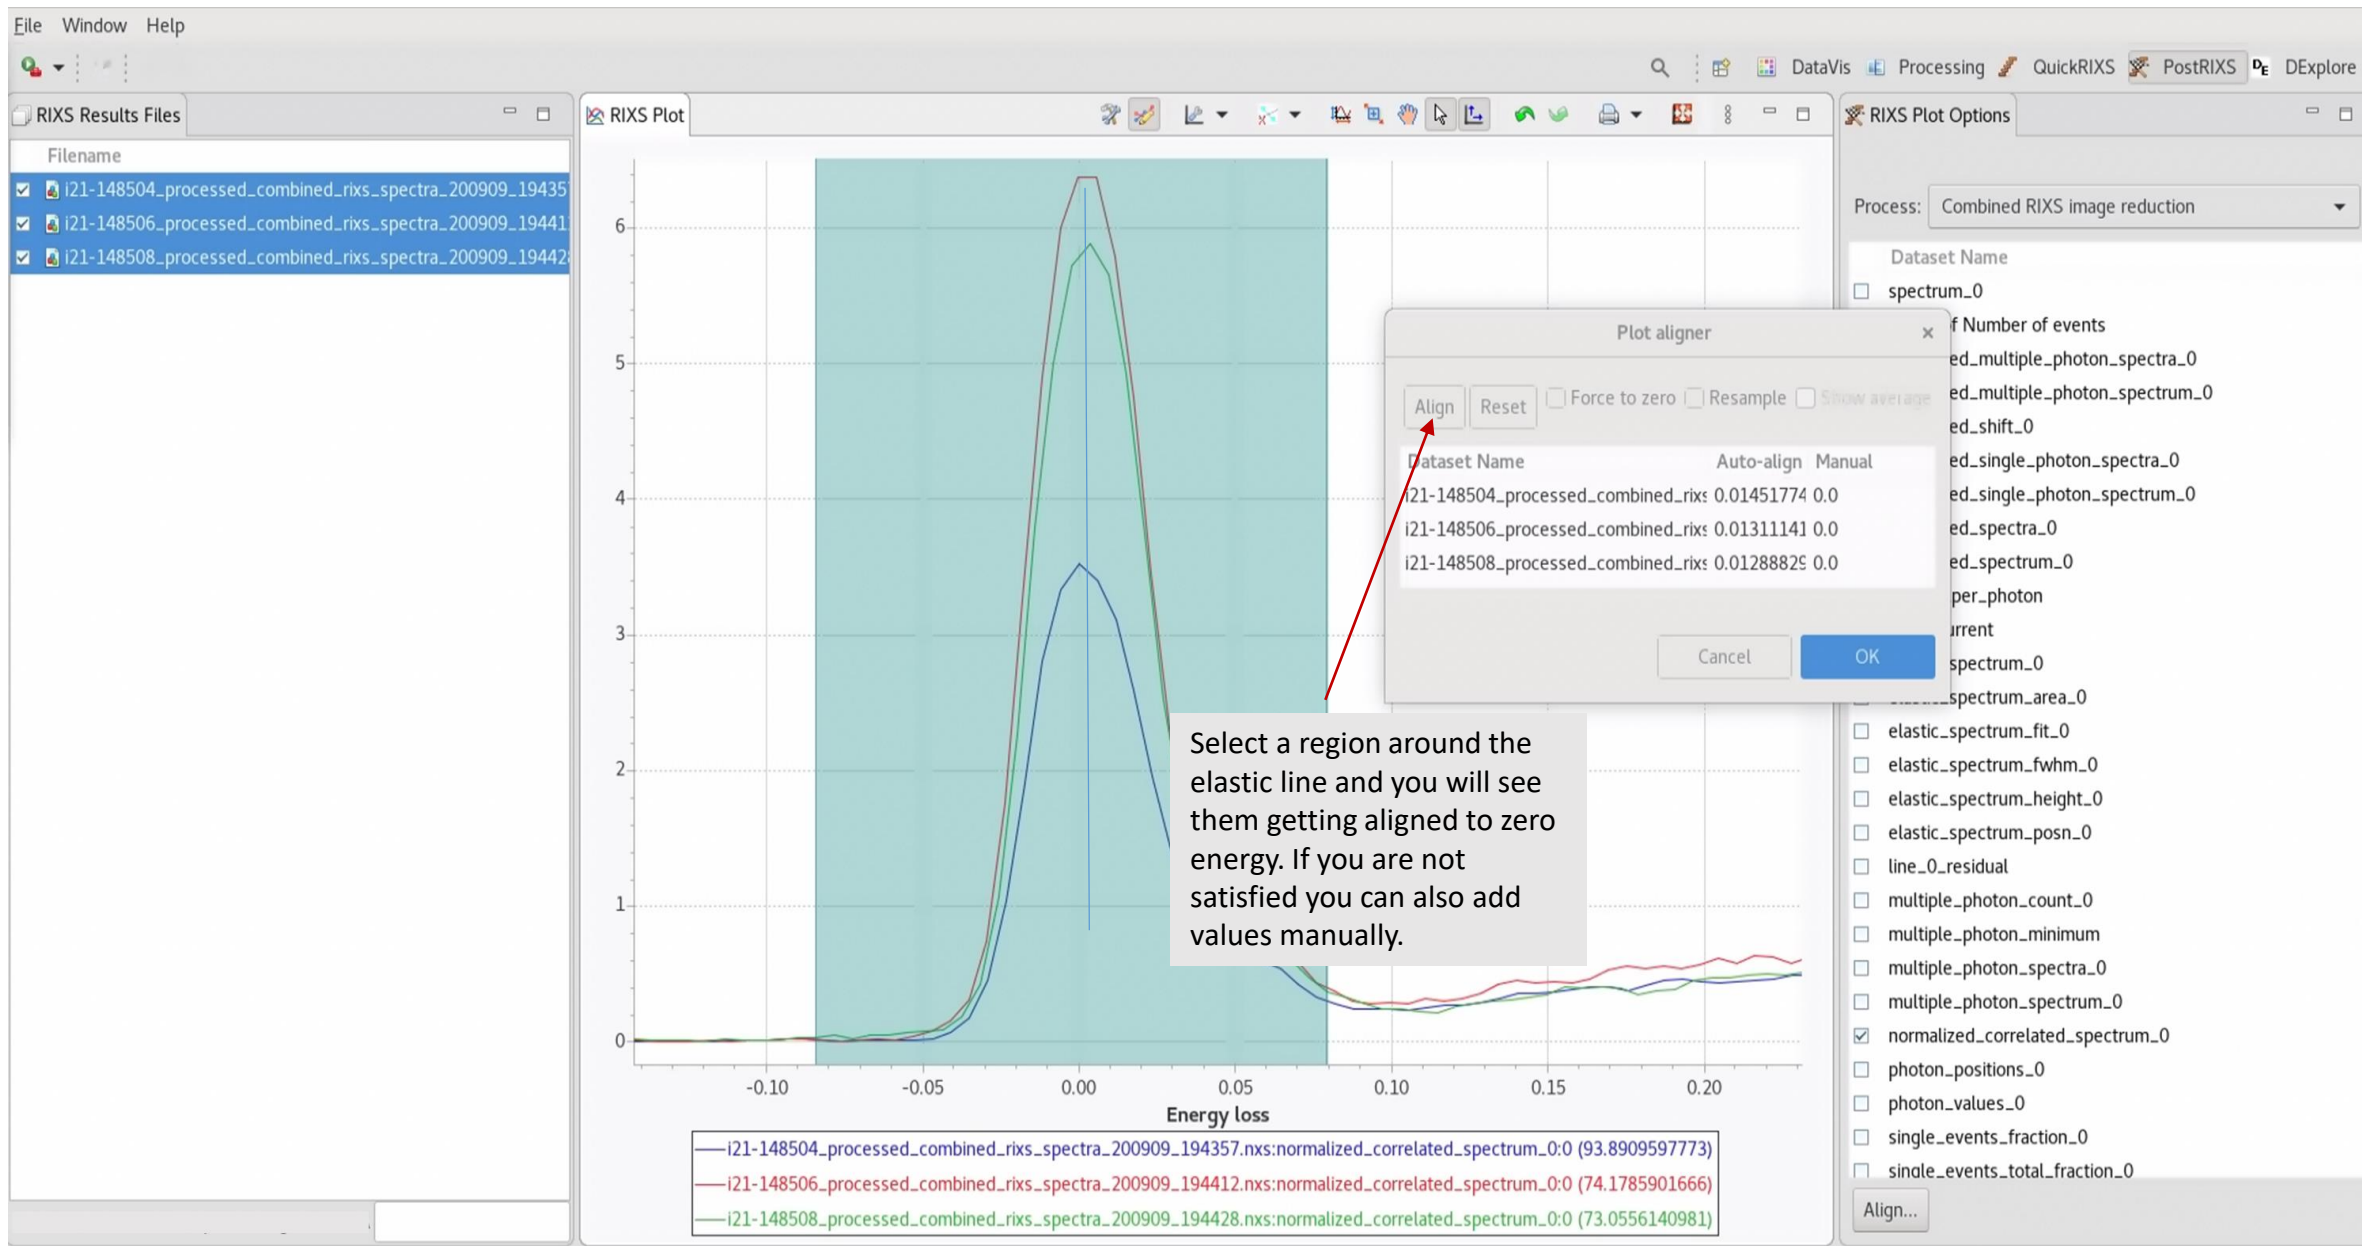 File Window Help
DataVis Processing QuickRIXS PostRIXS DExplore
RIXS Results Files
Filename
i21-148504_processed_combined_rixs_spectra_200909_19435
i21-148506_processed_combined_rixs_spectra_200909_19441
i21-148508_processed_combined_rixs_spectra_200909_19442
RIXS Plot
6
5
4
3
2
1
0
-0.10 -0.05 0.00 0.05 0.10 0.15 0.20
Energy loss
i21-148504_processed_combined_rixs_spectra_200909_194357.nxs:normalized_correlated_spectrum_0:0 (93.8909597773)
i21-148506_processed_combined_rixs_spectra_200909_194412.nxs:normalized_correlated_spectrum_0:0 (74.1785901666)
i21-148508_processed_combined_rixs_spectra_200909_194428.nxs:normalized_correlated_spectrum_0:0 (73.0556140981)
Plot aligner
Align Reset Force to zero Resample Show average
Dataset Name Auto-align Manual
i21-148504_processed_combined_rixs 0.01451774 0.0
i21-148506_processed_combined_rixs 0.01311141 0.0
i21-148508_processed_combined_rixs 0.01288829 0.0
Cancel OK
Select a region around the
elastic line and you will see
them getting aligned to zero
energy. If you are not
satisfied you can also add
values manually.
RIXS Plot Options
Process: Combined RIXS image reduction
Dataset Name
spectrum_0
f Number of events
ed_multiple_photon_spectra_0
ed_multiple_photon_spectrum_0
ed_shift_0
ed_single_photon_spectra_0
ed_single_photon_spectrum_0
ed_spectra_0
ed_spectrum_0
per_photon
urrent
spectrum_0
spectrum_area_0
elastic_spectrum_fit_0
elastic_spectrum_fwhm_0
elastic_spectrum_height_0
elastic_spectrum_posn_0
line_0_residual
multiple_photon_count_0
multiple_photon_minimum
multiple_photon_spectra_0
multiple_photon_spectrum_0
normalized_correlated_spectrum_0
photon_positions_0
photon_values_0
single_events_fraction_0
single_events_total_fraction_0
Align...